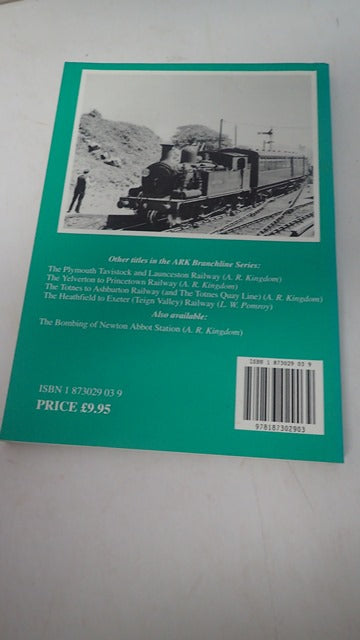 Other titles in the ARK Branchline Series:
The Plymouth Tavistock and Launceston Railway (A. R. Kingdom)
The Yelverton to Princetown Railway (A. R. Kingdom)
The Totnes to Ashburton Railway (and The Totnes Quay Line) (A. R. Kingdom)
The Heathfield to Exeter (Teign Valley) Railway (L. W. Pomroy)
Also available:
The Bombing of Newton Abbot Station (A. R. Kingdom)
ISBN 1 873029 03 9
PRICE £9.95
ISBN 1 873029 03 9
978187302903